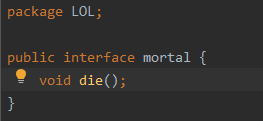 package LOL;
public interface mortal {
void die();
}